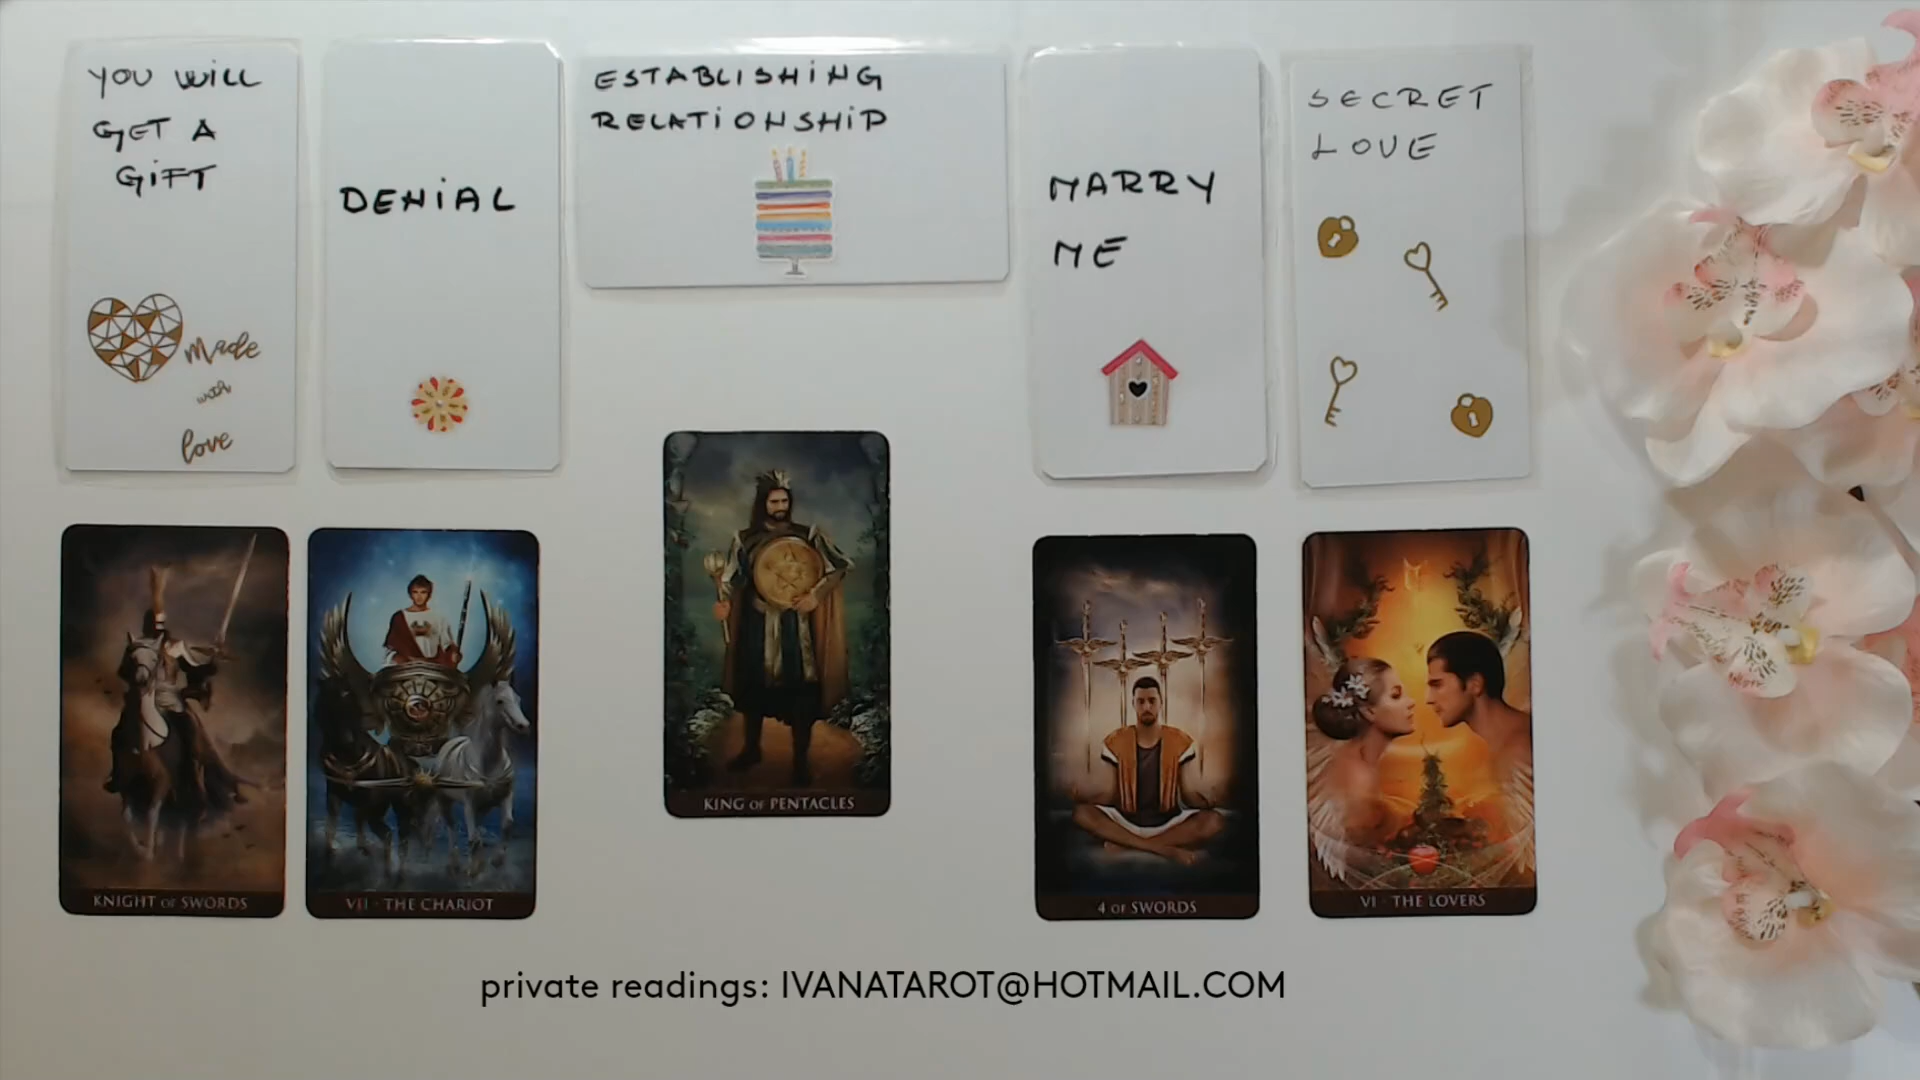 YOU WILL
GET A
GIFT
Made
with
love
DENIAL
ESTABLISHING
RELATIONSHIP
MARRY
ME
SECRET
LOVE
KNIGHT OF SWORDS
VII · THE CHARIOT
KING OF PENTACLES
4 OF SWORDS
VI · THE LOVERS
private readings: IVANATAROT@HOTMAIL.COM